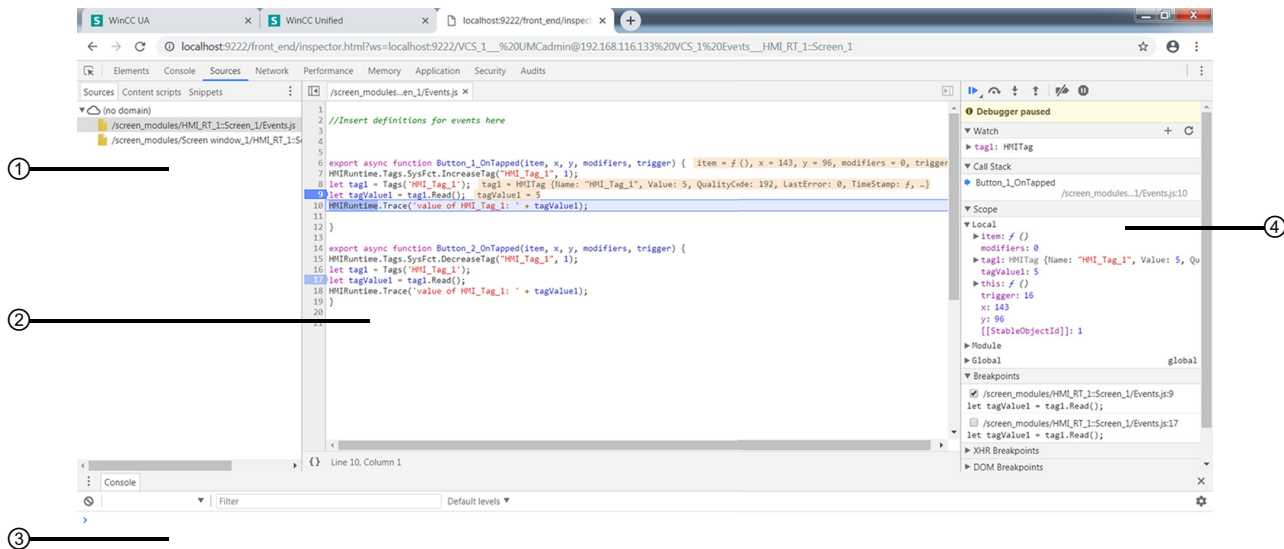 WinCC UA × WinCC Unified × localhost:9222/front_end/inspect ×
localhost:9222/front_end/inspector.html?ws=localhost:9222/VCS_1__%20UMCadmin@192.168.116.133%20VCS_1%20Events__HMI_RT_1::Screen_1
Elements Console Sources Network Performance Memory Application Security Audits
Sources Content scripts Snippets
(no domain)
/screen_modules/HMI_RT_1::Screen_1/Events.js
/screen_modules/Screen window_1/HMI_RT_1::S
/screen_modules...en_1/Events.js ×
1
2 //Insert definitions for events here
3
4
5
6 export async function Button_1_OnTapped(item, x, y, modifiers, trigger) { item = ƒ (), x = 143, y = 96, modifiers = 0, trigger
7 HMIRuntime.Tags.SysFct.IncreaseTag("HMI_Tag_1", 1);
8 let tag1 = Tags('HMI_Tag_1'); tag1 = HMITag {Name: "HMI_Tag_1", Value: 5, QualityCode: 192, LastError: 0, TimeStamp: ƒ, …}
9 let tagValue1 = tag1.Read(); tagValue1 = 5
10 HMIRuntime.Trace('value of HMI_Tag_1: ' + tagValue1);
11
12 }
13
14 export async function Button_2_OnTapped(item, x, y, modifiers, trigger) {
15 HMIRuntime.Tags.SysFct.DecreaseTag("HMI_Tag_1", 1);
16 let tag1 = Tags('HMI_Tag_1');
17 let tagValue1 = tag1.Read();
18 HMIRuntime.Trace('value of HMI_Tag_1: ' + tagValue1);
19 }
20
21
{} Line 10, Column 1
Debugger paused
Watch
tag1: HMITag
Call Stack
Button_1_OnTapped
/screen_modules...1/Events.js:10
Scope
Local
item: ƒ ()
modifiers: 0
tag1: HMITag {Name: "HMI_Tag_1", Value: 5, Qu
tagValue1: 5
this: ƒ ()
trigger: 16
x: 143
y: 96
[[StableObjectId]]: 1
Module
Global global
Breakpoints
/screen_modules/HMI_RT_1::Screen_1/Events.js:9
let tagValue1 = tag1.Read();
/screen_modules/HMI_RT_1::Screen_1/Events.js:17
let tagValue1 = tag1.Read();
XHR Breakpoints
DOM Breakpoints
Console
Filter Default levels ▼
①
②
③
④